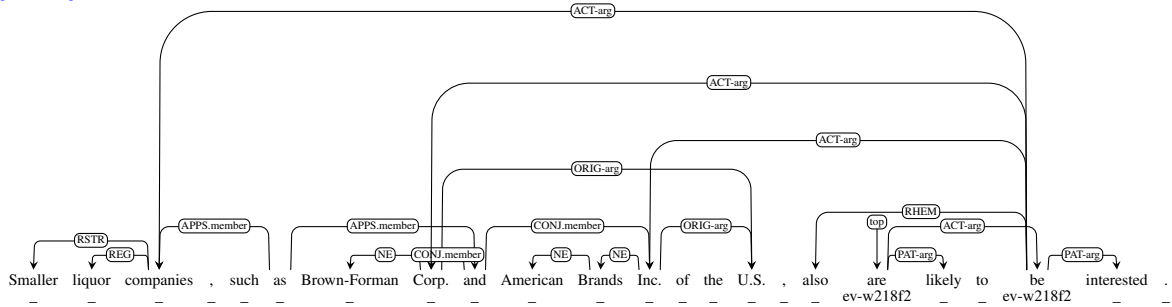 ACT-arg
ACT-arg
ACT-arg
ORIG-arg
RHEM
APPS.member APPS.member CONJ.member ORIG-arg top ACT-arg
RSTR
REG NE CONJ.member NE NE PAT-arg PAT-arg
Smaller liquor companies , such as Brown-Forman Corp. and American Brands Inc. of the U.S. , also are likely to be interested .
_ _ _ _ _ _ _ _ _ _ _ _ _ _ _ _ _ ev-w218f2 _ _ ev-w218f2 _ _